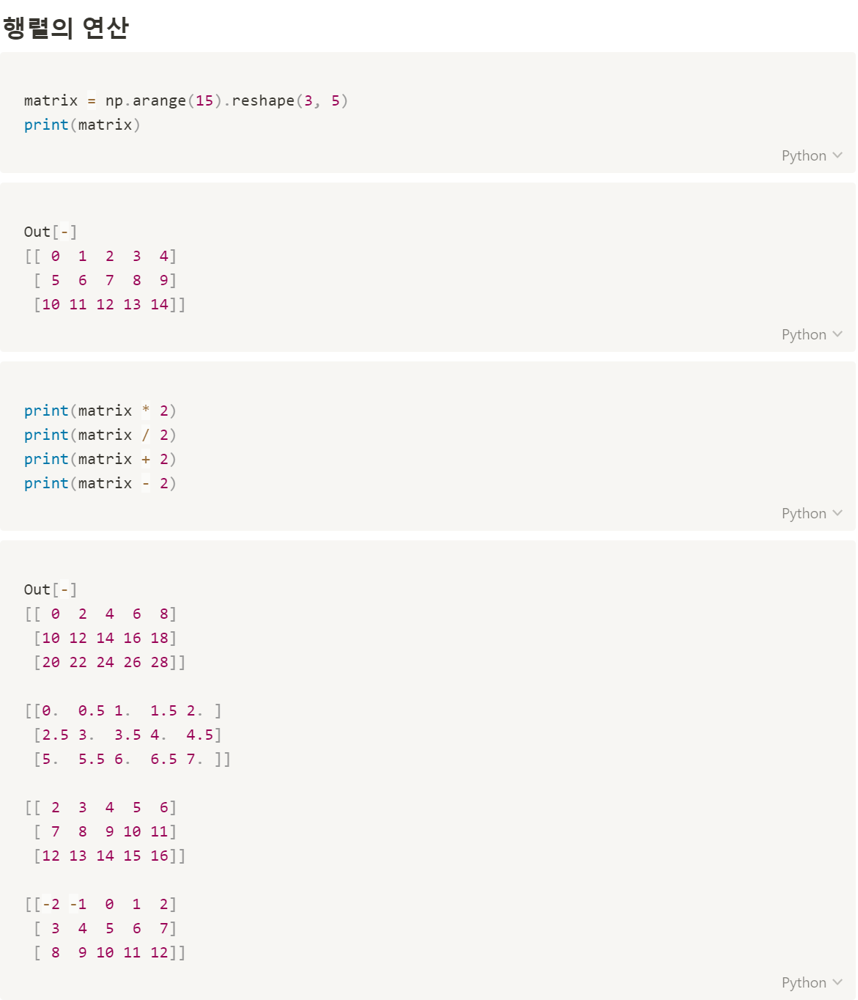 행렬의 연산
matrix = np.arange(15).reshape(3, 5)
print(matrix)
Python
Out[-]
[[ 0  1  2  3  4]
 [ 5  6  7  8  9]
 [10 11 12 13 14]]
Python
print(matrix * 2)
print(matrix / 2)
print(matrix + 2)
print(matrix - 2)
Python
Out[-]
[[ 0  2  4  6  8]
 [10 12 14 16 18]
 [20 22 24 26 28]]
[[0.  0.5 1.  1.5 2. ]
 [2.5 3.  3.5 4.  4.5]
 [5.  5.5 6.  6.5 7. ]]
[[ 2  3  4  5  6]
 [ 7  8  9 10 11]
 [12 13 14 15 16]]
[[-2 -1  0  1  2]
 [ 3  4  5  6  7]
 [ 8  9 10 11 12]]
Python